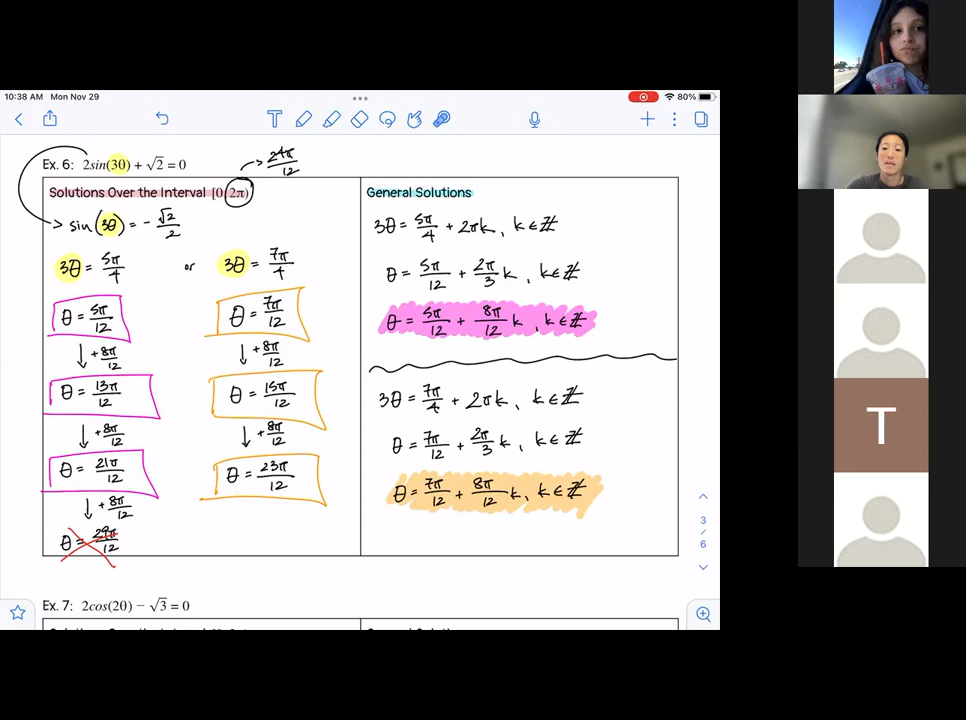 10:38 AM Mon Nov 29
80%
Ex. 6: 2sin(3θ) + √2 = 0
24π/12
Solutions Over the Interval [0, 2π)
sin(3θ) = -√2/2
3θ = 5π/4 or 3θ = 7π/4
θ = 5π/12 θ = 7π/12
+8π/12 +8π/12
θ = 13π/12 θ = 15π/12
+8π/12 +8π/12
θ = 21π/12 θ = 23π/12
+8π/12
θ = 29π/12
General Solutions
3θ = 5π/4 + 2πk, k∈ℤ
θ = 5π/12 + 2π/3 k, k∈ℤ
θ = 5π/12 + 8π/12 k, k∈ℤ
3θ = 7π/4 + 2πk, k∈ℤ
θ = 7π/12 + 2π/3 k, k∈ℤ
θ = 7π/12 + 8π/12 k, k∈ℤ
3
/
6
Ex. 7: 2cos(2θ) − √3 = 0
T